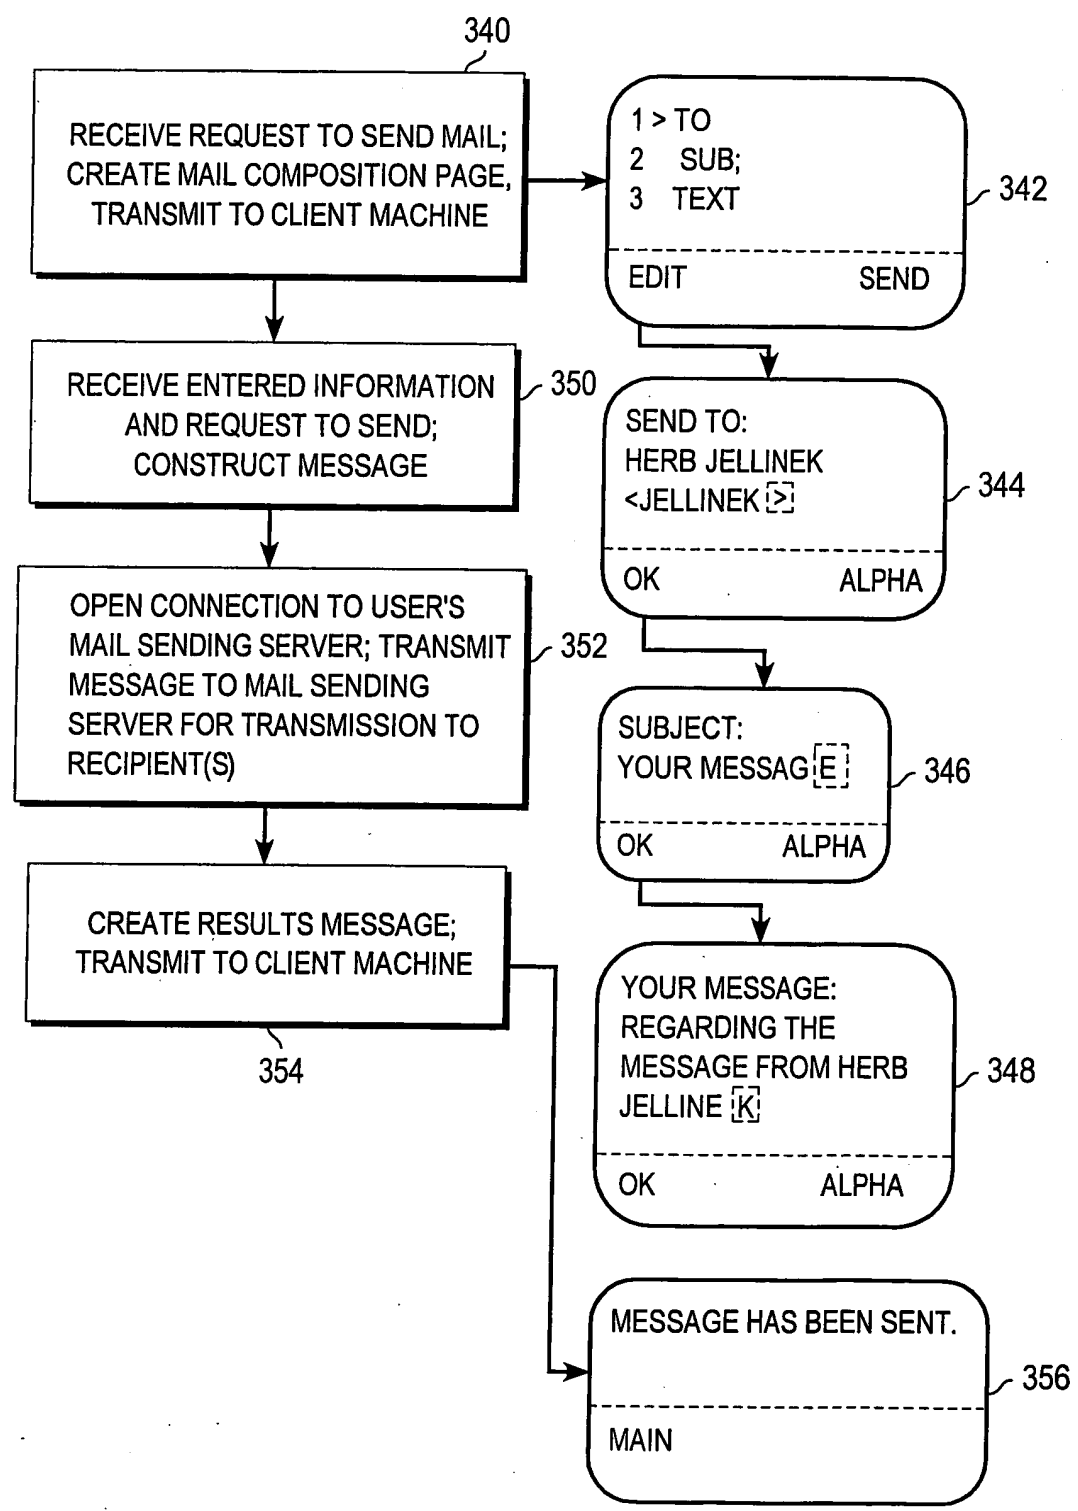 340
RECEIVE REQUEST TO SEND MAIL;
CREATE MAIL COMPOSITION PAGE,
TRANSMIT TO CLIENT MACHINE
1 > TO
2 SUB;
3 TEXT
EDIT SEND
342
RECEIVE ENTERED INFORMATION
AND REQUEST TO SEND;
CONSTRUCT MESSAGE
350
SEND TO:
HERB JELLINEK
<JELLINEK >
OK ALPHA
344
OPEN CONNECTION TO USER'S
MAIL SENDING SERVER; TRANSMIT
MESSAGE TO MAIL SENDING
SERVER FOR TRANSMISSION TO
RECIPIENT(S)
352
SUBJECT:
YOUR MESSAG E
OK ALPHA
346
CREATE RESULTS MESSAGE;
TRANSMIT TO CLIENT MACHINE
354
YOUR MESSAGE:
REGARDING THE
MESSAGE FROM HERB
JELLINE K
OK ALPHA
348
MESSAGE HAS BEEN SENT.
MAIN
356